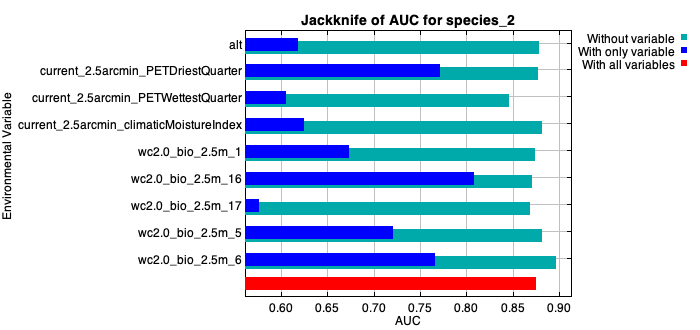 Jackknife of AUC for species_2
Environmental Variable
alt
current_2.5arcmin_PETDriestQuarter
current_2.5arcmin_PETWettestQuarter
current_2.5arcmin_climaticMoistureIndex
wc2.0_bio_2.5m_1
wc2.0_bio_2.5m_16
wc2.0_bio_2.5m_17
wc2.0_bio_2.5m_5
wc2.0_bio_2.5m_6
0.60 0.65 0.70 0.75 0.80 0.85 0.90
AUC
Without variable
With only variable
With all variables